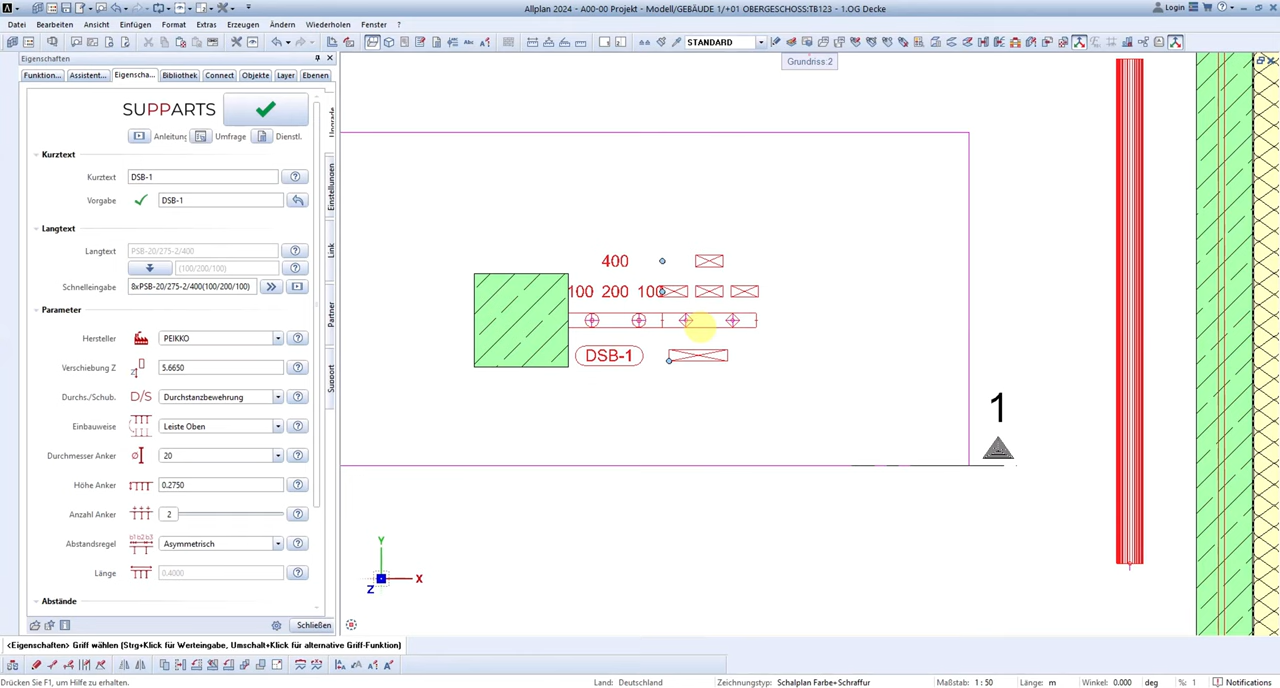 Allplan 2024 - A00-00 Projekt - Modell/GEBÄUDE 1/+01 OBERGESCHOSS:TB123 - 1.OG Decke
Login
Datei Bearbeiten Ansicht Einfügen Format Extras Erzeugen Ändern Wiederholen Fenster ?
STANDARD
Eigenschaften
Grundriss:2
Funktion... Assistent... Eigenscha... Bibliothek Connect Objekte Layer Ebenen
SUPPARTS
Anleitung Umfrage Dienstl.
Upgrade
Einstellungen
Link
Partner
Support
Kurztext
Kurztext DSB-1
Vorgabe DSB-1
Langtext
Langtext PSB-20/275-2/400
(100/200/100)
Schnelleingabe 8xPSB-20/275-2/400(100/200/100)
Parameter
Hersteller PEIKKO
Verschiebung Z 5.6650
Durchs./Schub. D/S Durchstanzbewehrung
Einbauweise Leiste Oben
Durchmesser Anker 20
Höhe Anker 0.2750
Anzahl Anker 2
Abstandsregel b1 b2 b3 Asymmetrisch
Länge 0.4000
Abstände
Schließen
400
100 200 100
DSB-1
1
Y
X
Z
<Eigenschaften> Griff wählen (Strg+Klick für Werteingabe, Umschalt+Klick für alternative Griff-Funktion)
Drücken Sie F1, um Hilfe zu erhalten.
Land: Deutschland
Zeichnungstyp: Schalplan Farbe+Schraffur
Maßstab: 1 : 50
Länge: m
Winkel: 0.000 deg
%: 1
Notifications